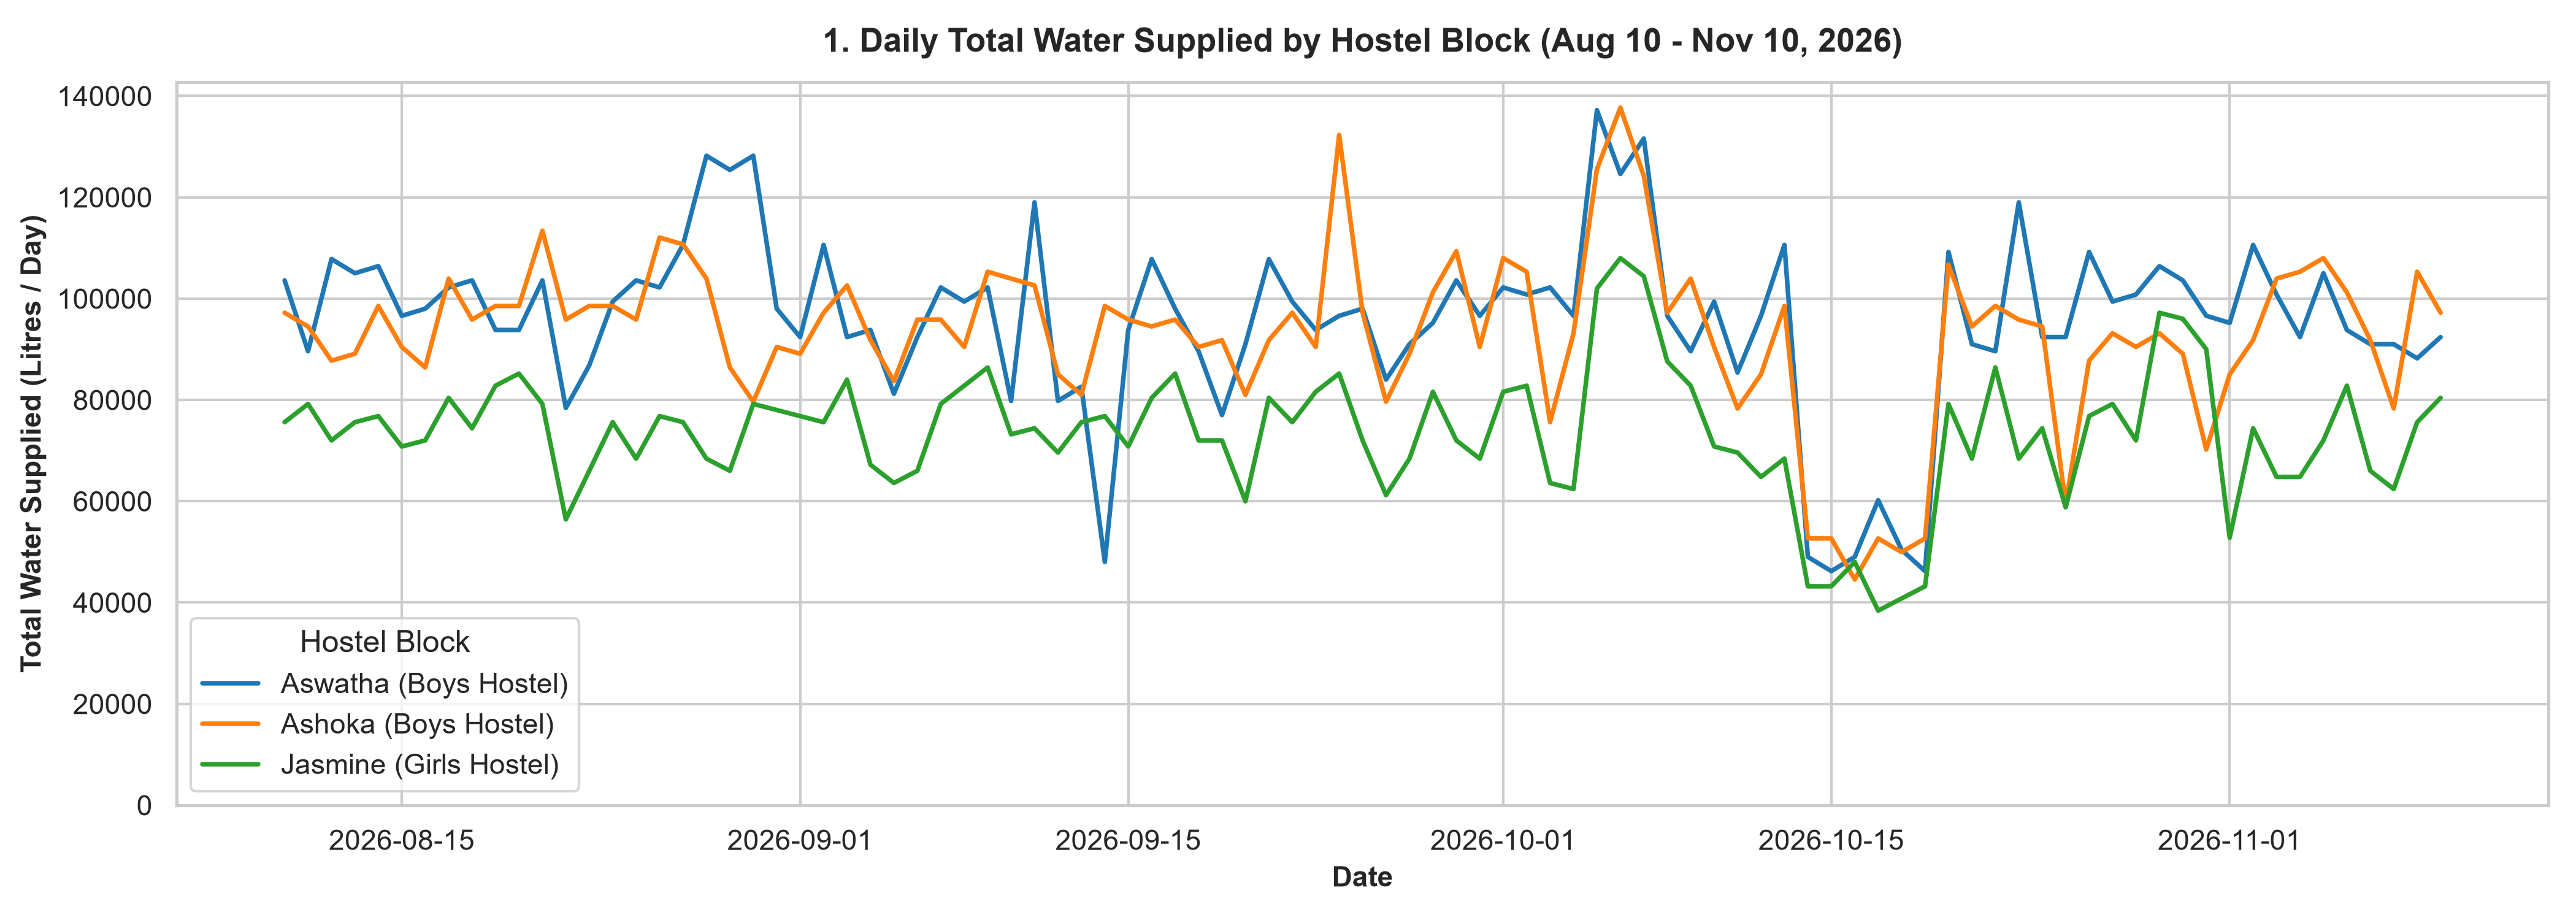 1. Daily Total Water Supplied by Hostel Block (Aug 10 - Nov 10, 2026)
Total Water Supplied (Litres / Day)
140000
120000
100000
80000
60000
40000
20000
0
Hostel Block
Aswatha (Boys Hostel)
Ashoka (Boys Hostel)
Jasmine (Girls Hostel)
2026-08-15 2026-09-01 2026-09-15 2026-10-01 2026-10-15 2026-11-01
Date